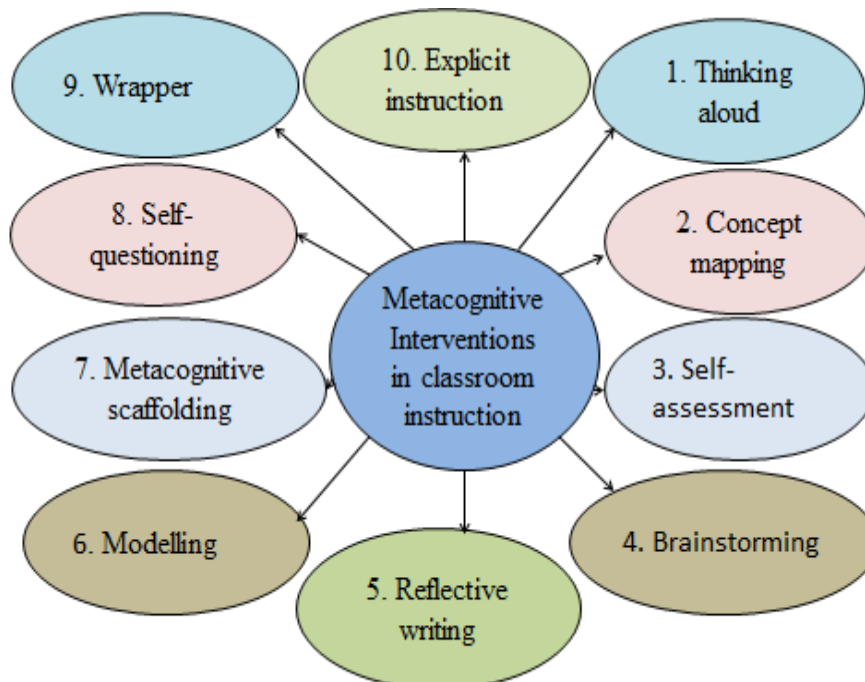 Metacognitive
Interventions
in classroom
instruction
1. Thinking
aloud
2. Concept
mapping
3. Self-
assessment
4. Brainstorming
5. Reflective
writing
6. Modelling
7. Metacognitive
scaffolding
8. Self-
questioning
9. Wrapper
10. Explicit
instruction